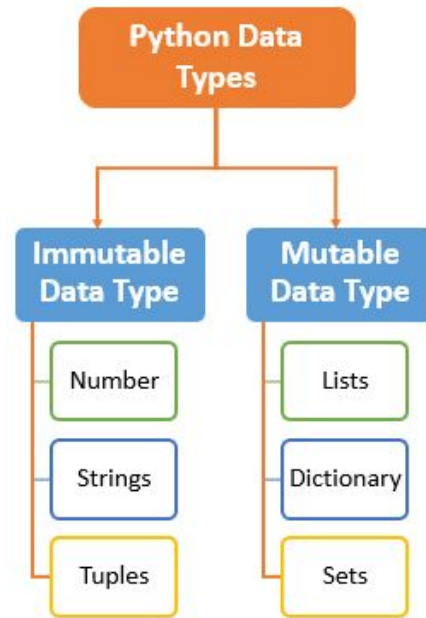 Python Data
Types
Immutable
Data Type
Number
Strings
Tuples
Mutable
Data Type
Lists
Dictionary
Sets